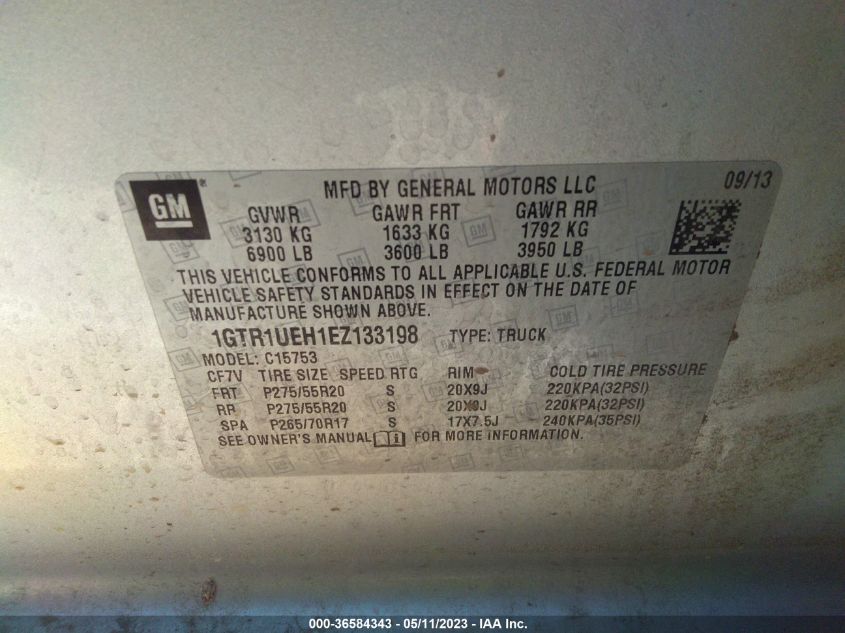 GM ®
MFD BY GENERAL MOTORS LLC
09/13
GVWR GAWR FRT GAWR RR
3130 KG 1633 KG 1792 KG
6900 LB 3600 LB 3950 LB
THIS VEHICLE CONFORMS TO ALL APPLICABLE U.S. FEDERAL MOTOR
VEHICLE SAFETY STANDARDS IN EFFECT ON THE DATE OF
MANUFACTURE SHOWN ABOVE.
1GTR1UEH1EZ133198 TYPE: TRUCK
MODEL: C15753
CF7V TIRE SIZE SPEED RTG RIM COLD TIRE PRESSURE
FRT P275/55R20 S 20X9J 220KPA(32PSI)
RR P275/55R20 S 20X9J 220KPA(32PSI)
SPA P265/70R17 S 17X7.5J 240KPA(35PSI)
SEE OWNER'S MANUAL FOR MORE INFORMATION.
000-36584343 - 05/11/2023 - IAA Inc.